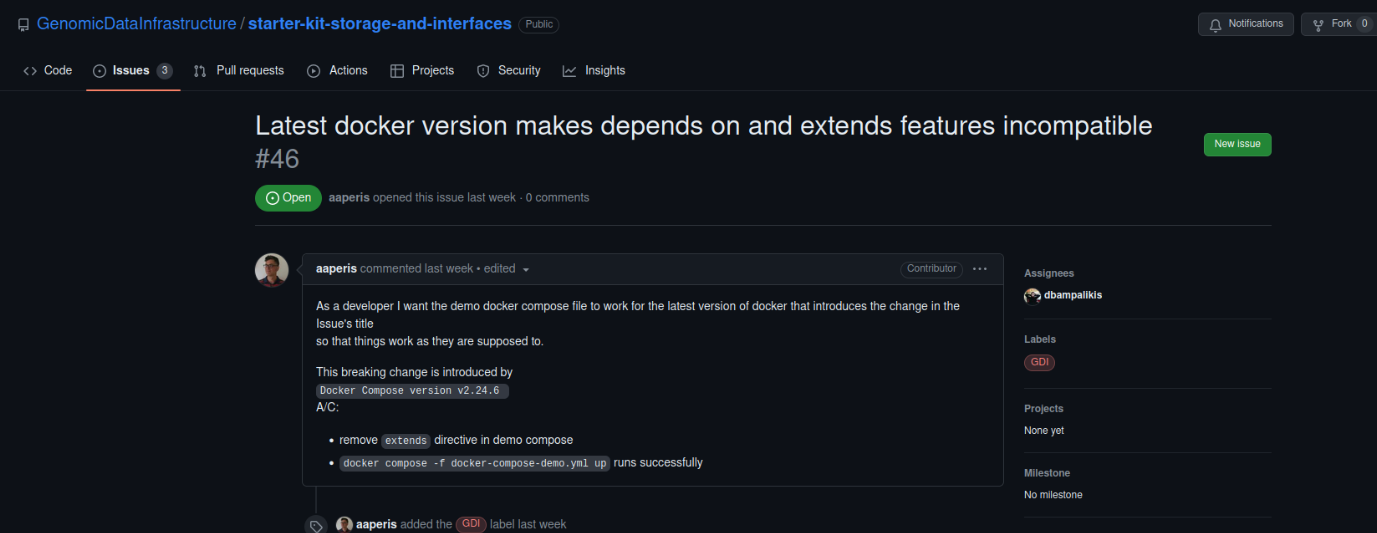 GenomicDataInfrastructure / starter-kit-storage-and-interfaces Public Notifications Fork 0
Code Issues 3 Pull requests Actions Projects Security Insights
Latest docker version makes depends on and extends features incompatible
#46
New issue
Open aaperis opened this issue last week · 0 comments
aaperis commented last week • edited Contributor
As a developer I want the demo docker compose file to work for the latest version of docker that introduces the change in the
Issue's title
so that things work as they are supposed to.
This breaking change is introduced by
Docker Compose version v2.24.6
A/C:
• remove extends directive in demo compose
• docker compose -f docker-compose-demo.yml up runs successfully
aaperis added the GDI label last week
Assignees
dbampalikis
Labels
GDI
Projects
None yet
Milestone
No milestone